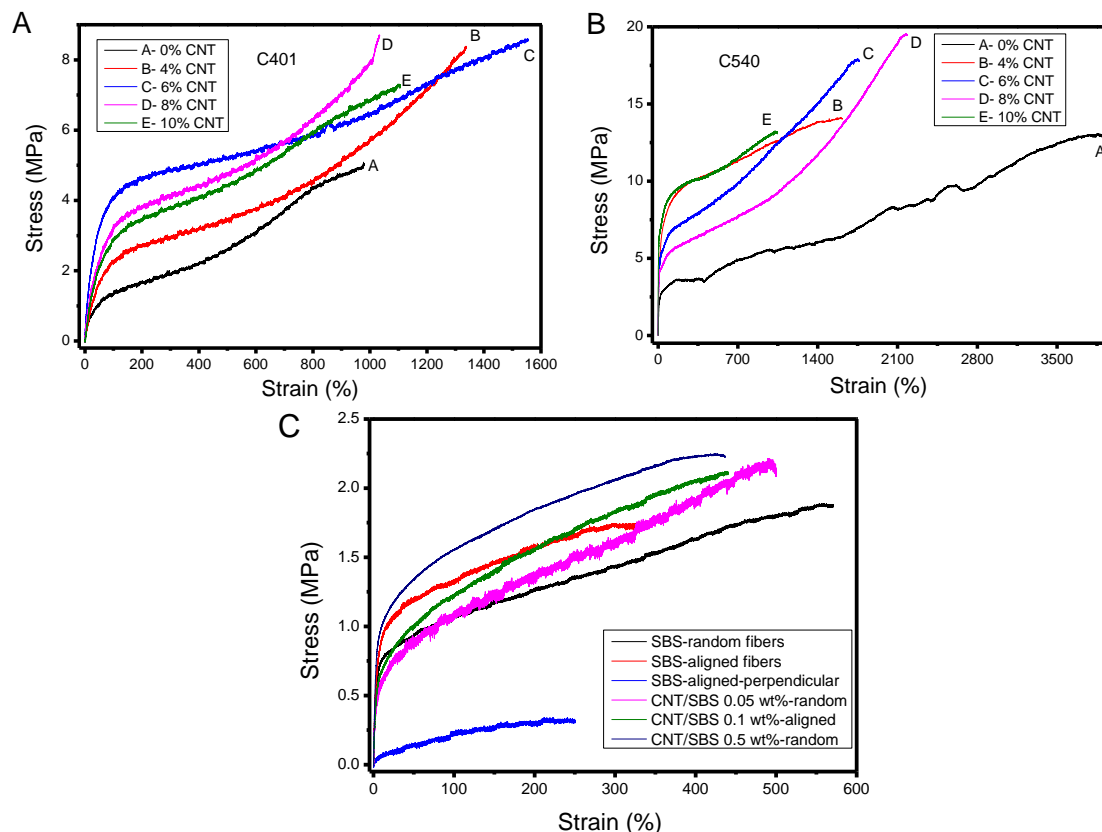 A
A- 0% CNT
B- 4% CNT
C- 6% CNT
D- 8% CNT
E- 10% CNT
C401
A
B
C
D
E
8
6
4
2
0
Stress (MPa)
0 200 400 600 800 1000 1200 1400 1600
Strain (%)
B
C540
A- 0% CNT
B- 4% CNT
C- 6% CNT
D- 8% CNT
E- 10% CNT
A
B
C
D
E
20
15
10
5
0
Stress (MPa)
0 700 1400 2100 2800 3500
Strain (%)
C
2.5
2.0
1.5
1.0
0.5
0.0
Stress (MPa)
SBS-random fibers
SBS-aligned fibers
SBS-aligned-perpendicular
CNT/SBS 0.05 wt%-random
CNT/SBS 0.1 wt%-aligned
CNT/SBS 0.5 wt%-random
0 100 200 300 400 500 600
Strain (%)